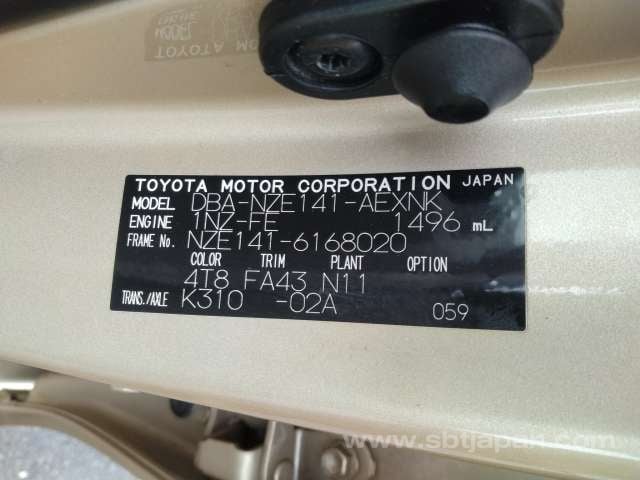 TOYOTA MOTOR CORPORATION JAPAN
MODEL DBA-NZE141-AEXNK
ENGINE 1NZ-FE 1496 mL
FRAME No. NZE141-6168020
COLOR TRIM PLANT OPTION
4T8 FA43 N11
TRANS./AXLE K310 -02A
059
www.sbtjapan.com